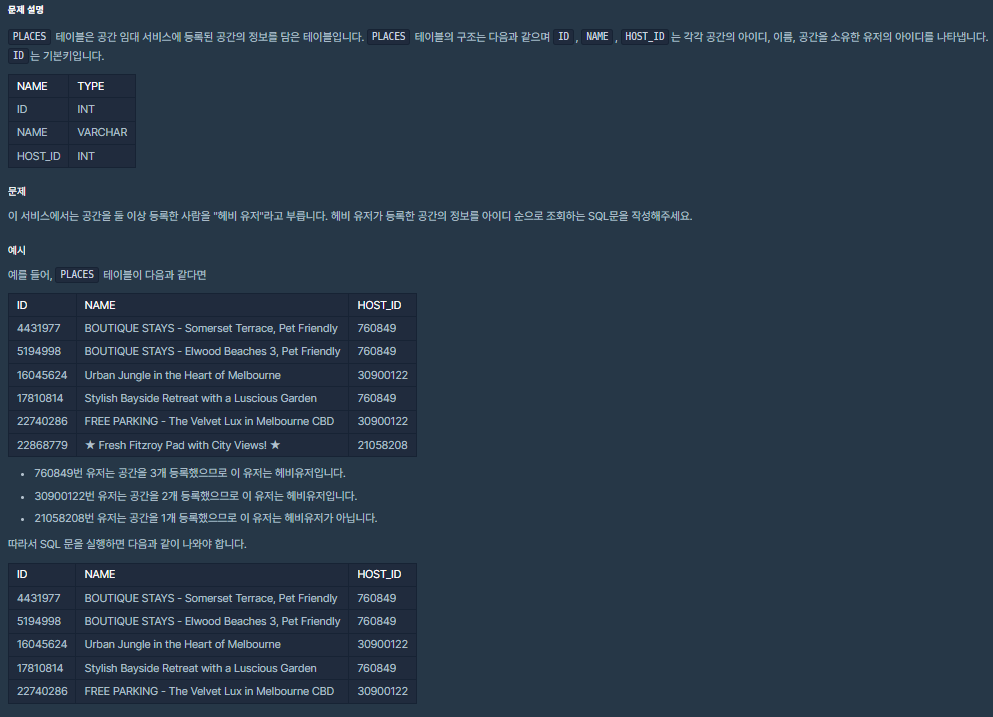 문제 설명
PLACES 테이블은 공간 임대 서비스에 등록된 공간의 정보를 담은 테이블입니다. PLACES 테이블의 구조는 다음과 같으며 ID, NAME, HOST_ID 는 각각 공간의 아이디, 이름, 공간을 소유한 유저의 아이디를 나타냅니다.
ID 는 기본키입니다.
NAME TYPE
ID INT
NAME VARCHAR
HOST_ID INT
문제
이 서비스에서는 공간을 둘 이상 등록한 사람을 "헤비 유저"라고 부릅니다. 헤비 유저가 등록한 공간의 정보를 아이디 순으로 조회하는 SQL문을 작성해주세요.
예시
예를 들어, PLACES 테이블이 다음과 같다면
ID NAME HOST_ID
4431977 BOUTIQUE STAYS - Somerset Terrace, Pet Friendly 760849
5194998 BOUTIQUE STAYS - Elwood Beaches 3, Pet Friendly 760849
16045624 Urban Jungle in the Heart of Melbourne 30900122
17810814 Stylish Bayside Retreat with a Luscious Garden 760849
22740286 FREE PARKING - The Velvet Lux in Melbourne CBD 30900122
22868779 ★ Fresh Fitzroy Pad with City Views! ★ 21058208
• 760849번 유저는 공간을 3개 등록했으므로 이 유저는 헤비유저입니다.
• 30900122번 유저는 공간을 2개 등록했으므로 이 유저는 헤비유저입니다.
• 21058208번 유저는 공간을 1개 등록했으므로 이 유저는 헤비유저가 아닙니다.
따라서 SQL 문을 실행하면 다음과 같이 나와야 합니다.
ID NAME HOST_ID
4431977 BOUTIQUE STAYS - Somerset Terrace, Pet Friendly 760849
5194998 BOUTIQUE STAYS - Elwood Beaches 3, Pet Friendly 760849
16045624 Urban Jungle in the Heart of Melbourne 30900122
17810814 Stylish Bayside Retreat with a Luscious Garden 760849
22740286 FREE PARKING - The Velvet Lux in Melbourne CBD 30900122